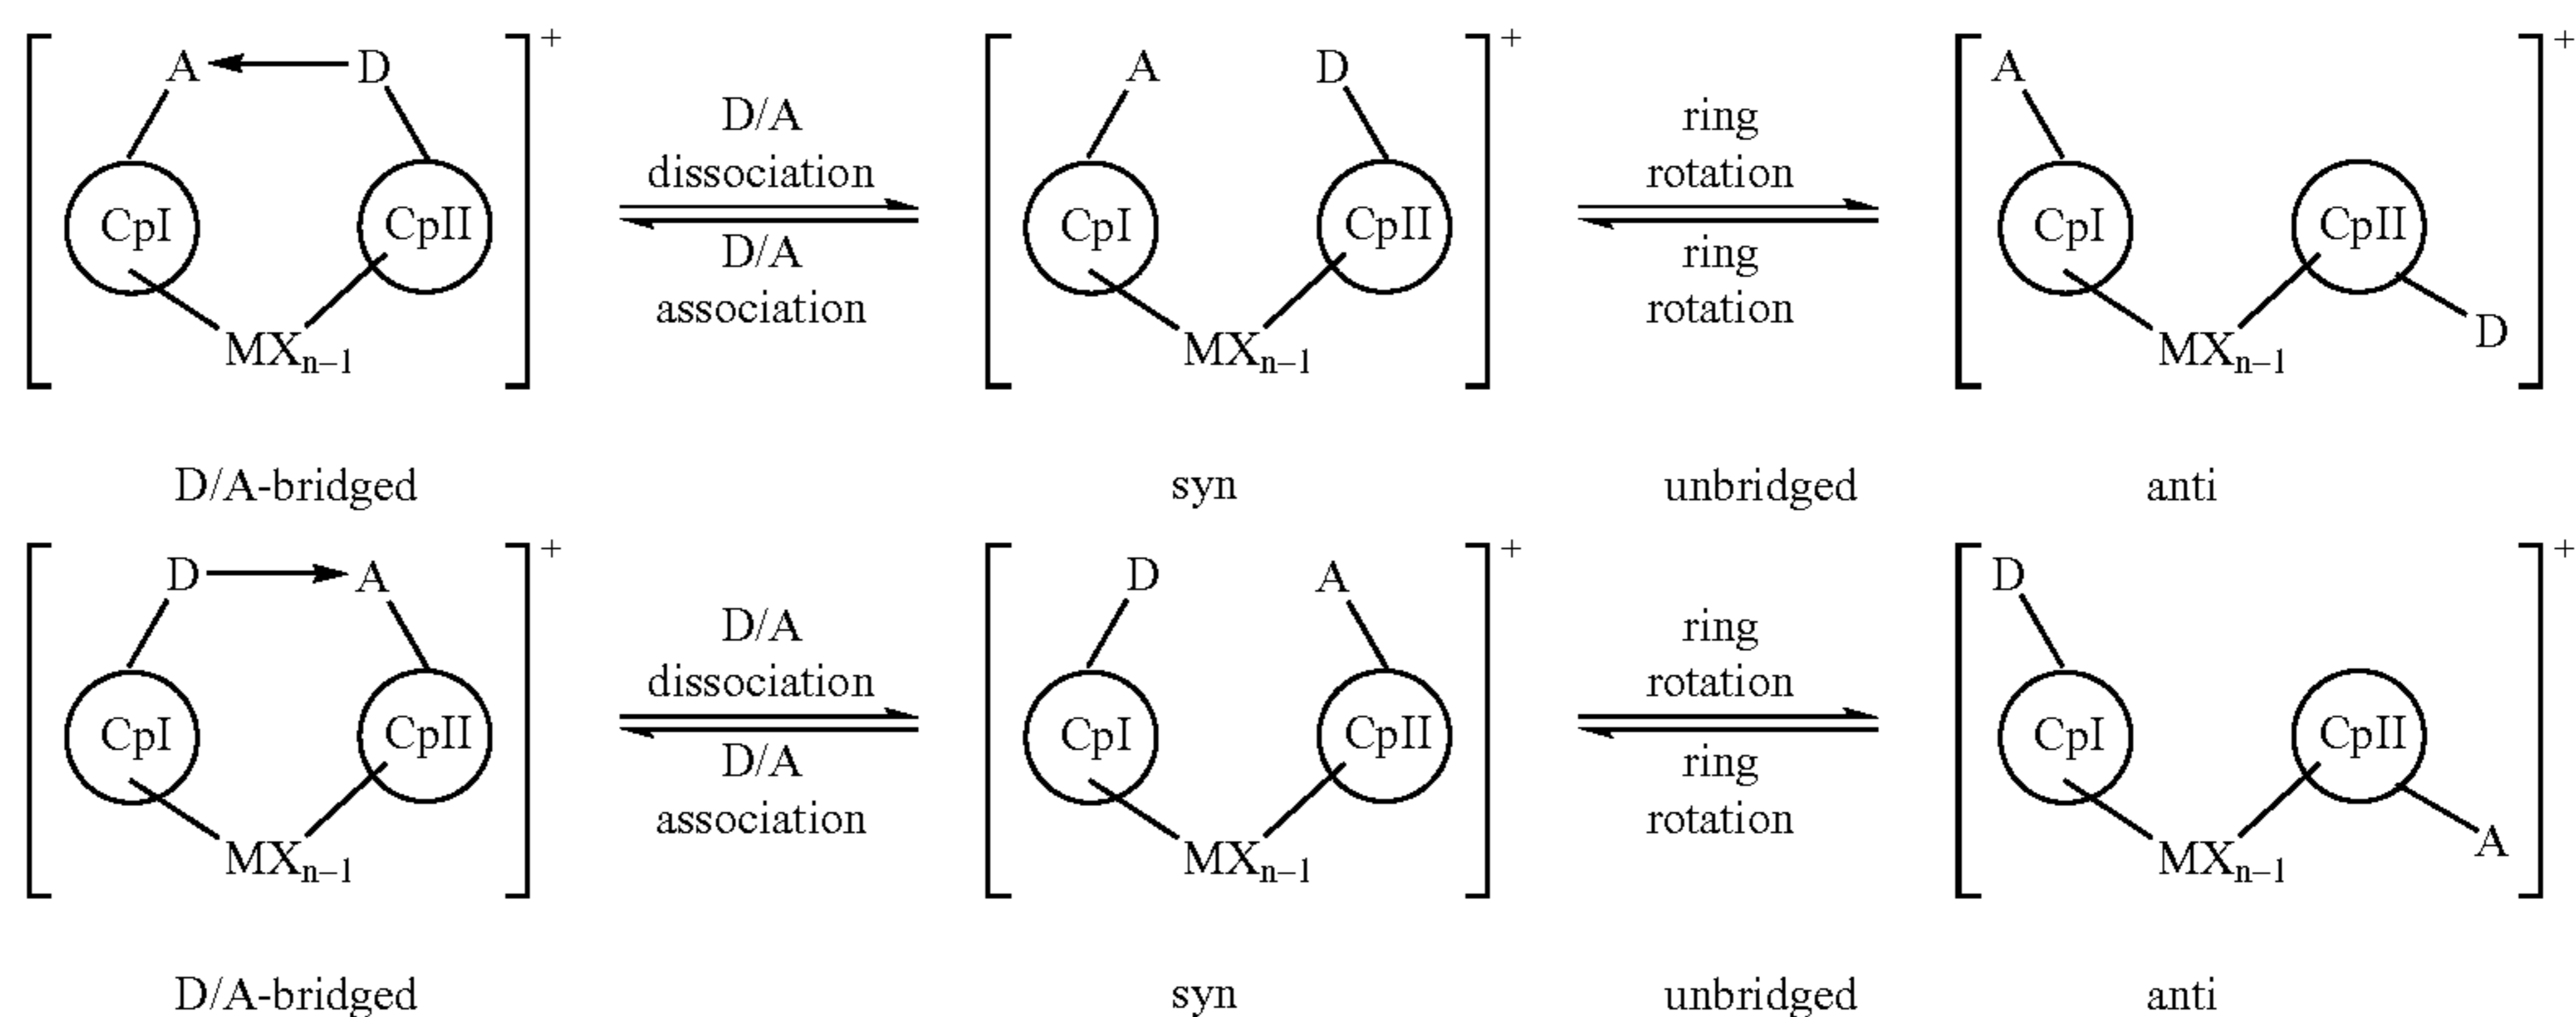 A D + A D + A +
D/A ring
dissociation rotation
CpI CpII CpI CpII CpI CpII
D/A ring
association rotation
MXn–1 MXn–1 MXn–1 D
D/A-bridged syn unbridged anti
D A + D A + D +
D/A ring
dissociation rotation
CpI CpII CpI CpII CpI CpII
D/A ring
association rotation
MXn–1 MXn–1 MXn–1 A
D/A-bridged syn unbridged anti